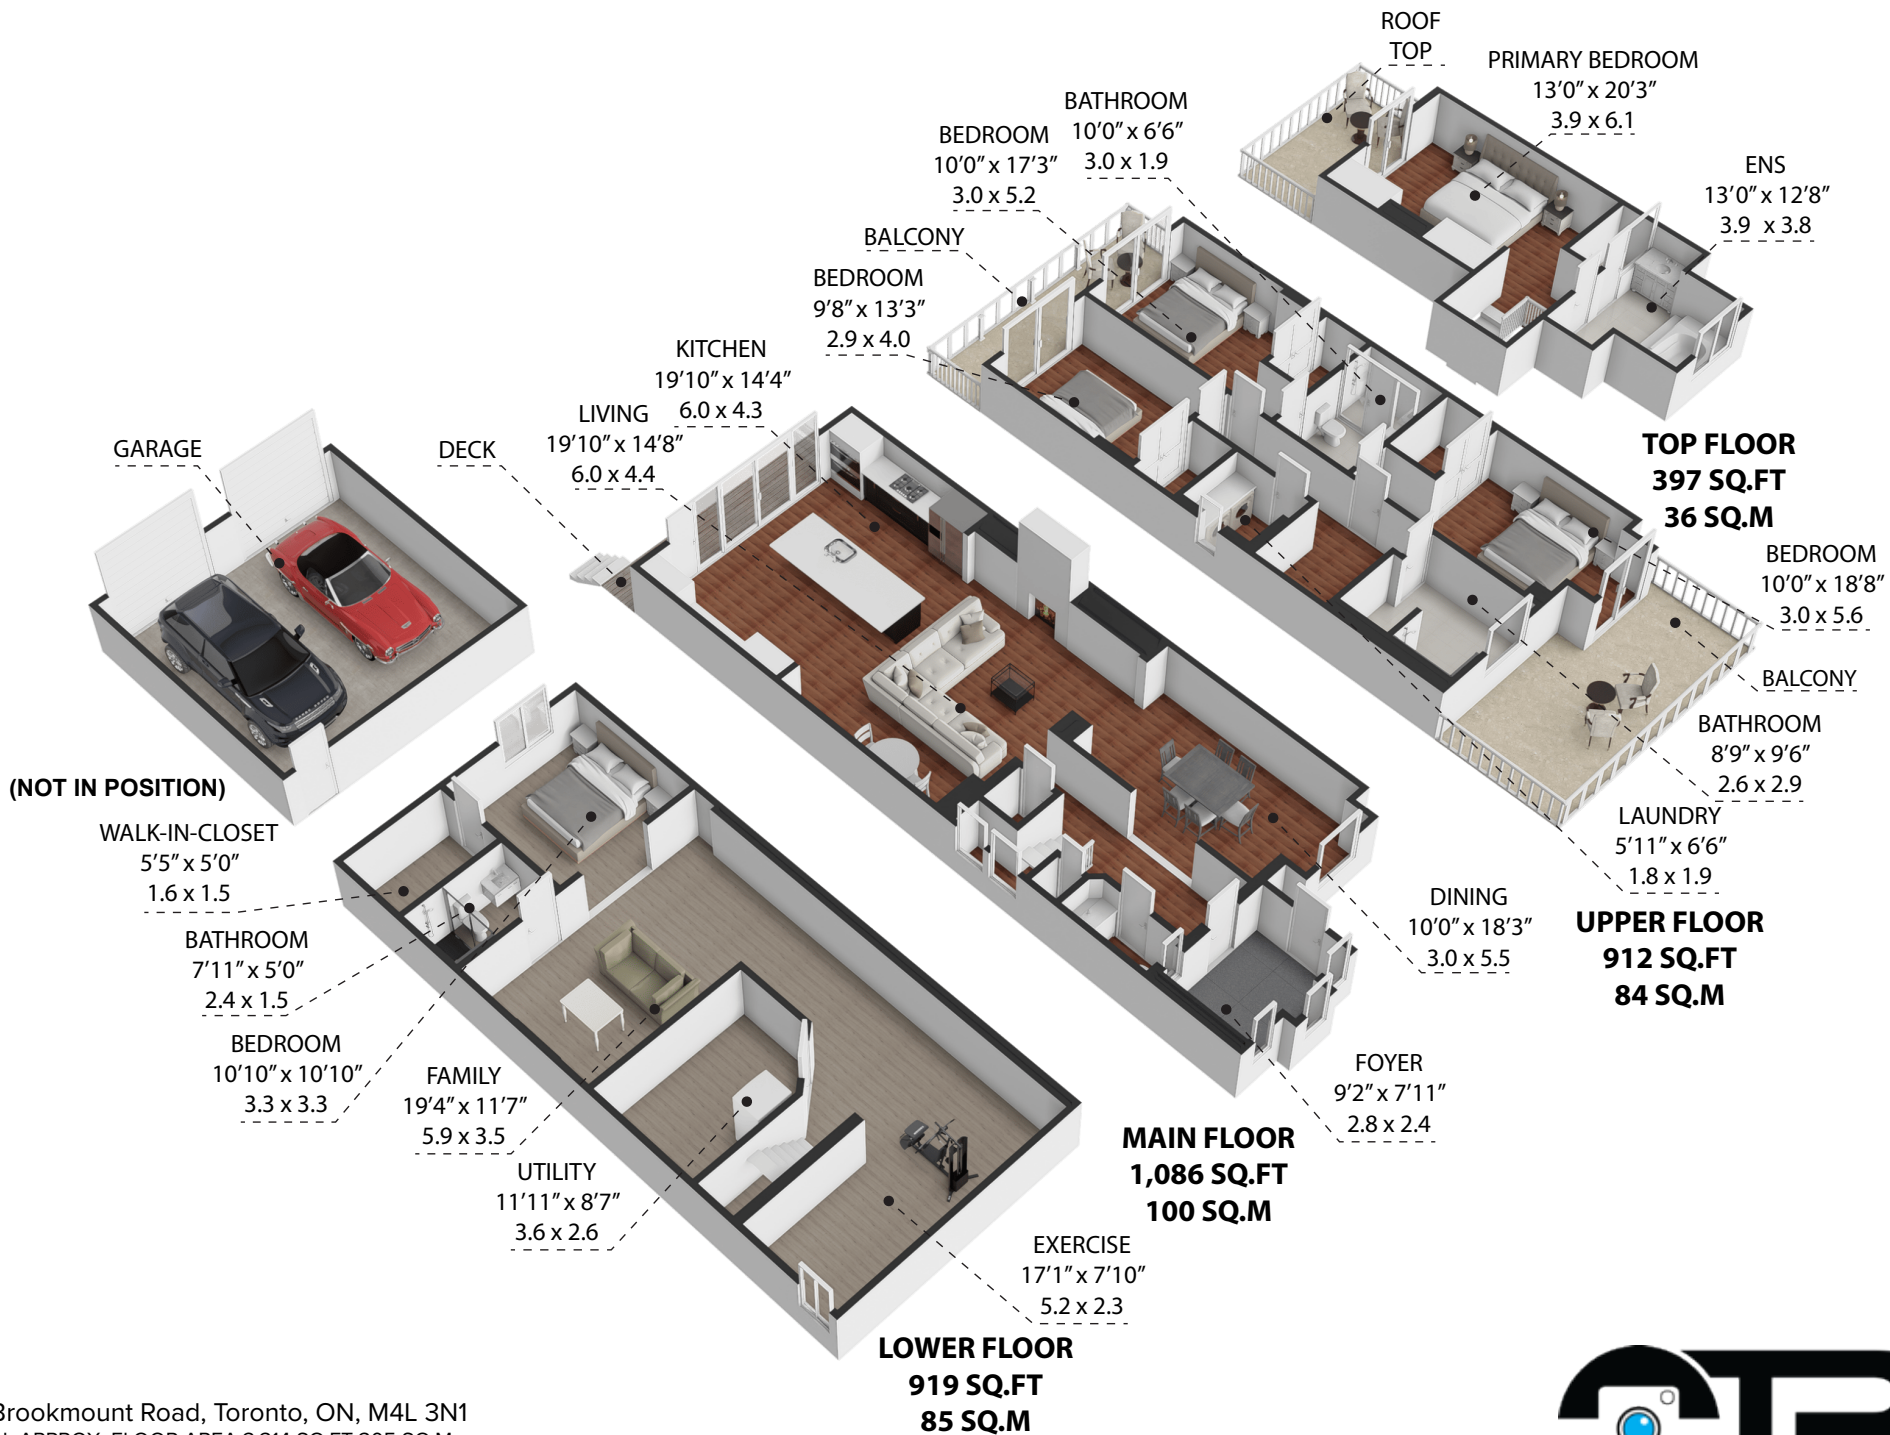 ROOF
TOP
PRIMARY BEDROOM
13'0" x 20'3"
3.9 x 6.1
ENS
13'0" x 12'8"
3.9 x 3.8
TOP FLOOR
397 SQ.FT
36 SQ.M
BATHROOM
10'0" x 6'6"
3.0 x 1.9
BEDROOM
10'0" x 17'3"
3.0 x 5.2
BALCONY
BEDROOM
9'8" x 13'3"
2.9 x 4.0
BEDROOM
10'0" x 18'8"
3.0 x 5.6
BALCONY
BATHROOM
8'9" x 9'6"
2.6 x 2.9
LAUNDRY
5'11" x 6'6"
1.8 x 1.9
UPPER FLOOR
912 SQ.FT
84 SQ.M
KITCHEN
19'10" x 14'4"
6.0 x 4.3
LIVING
19'10" x 14'8"
6.0 x 4.4
DECK
DINING
10'0" x 18'3"
3.0 x 5.5
FOYER
9'2" x 7'11"
2.8 x 2.4
MAIN FLOOR
1,086 SQ.FT
100 SQ.M
GARAGE
(NOT IN POSITION)
WALK-IN-CLOSET
5'5" x 5'0"
1.6 x 1.5
BATHROOM
7'11" x 5'0"
2.4 x 1.5
BEDROOM
10'10" x 10'10"
3.3 x 3.3
FAMILY
19'4" x 11'7"
5.9 x 3.5
UTILITY
11'11" x 8'7"
3.6 x 2.6
EXERCISE
17'1" x 7'10"
5.2 x 2.3
LOWER FLOOR
919 SQ.FT
85 SQ.M
Brookmount Road, Toronto, ON, M4L 3N1